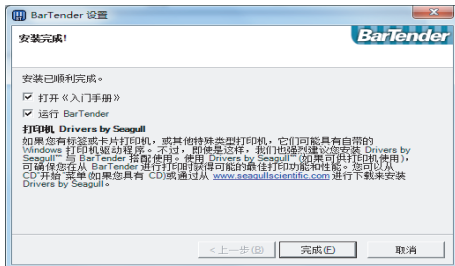 BarTender 设置
安装完成!
BarTender
安装已顺利完成。
打开《入门手册》
运行 BarTender
打印机 Drivers by Seagull
如果您有标签或卡片打印机，或其他特殊类型打印机，它们可能具有自带的
Windows 打印机驱动程序。不过，即使是这样，我们也强烈建议您安装 Drivers by
Seagull™ 与 BarTender 搭配使用。使用 Drivers by Seagull™(如果可供打印机使用)，
可确保您在从 BarTender 进行打印时获得可能的最佳打印功能和性能。您可以从
CD“开始”菜单(如果您具有 CD)或通过从 www.seagullscientific.com 进行下载来安装
Drivers by Seagull。
<上一步(B)
完成(F)
取消